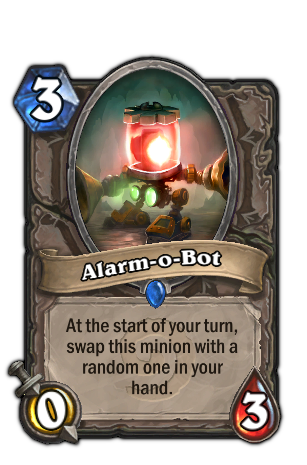 3
Alarm-o-Bot
At the start of your turn,
swap this minion with a
random one in your
hand.
0
3